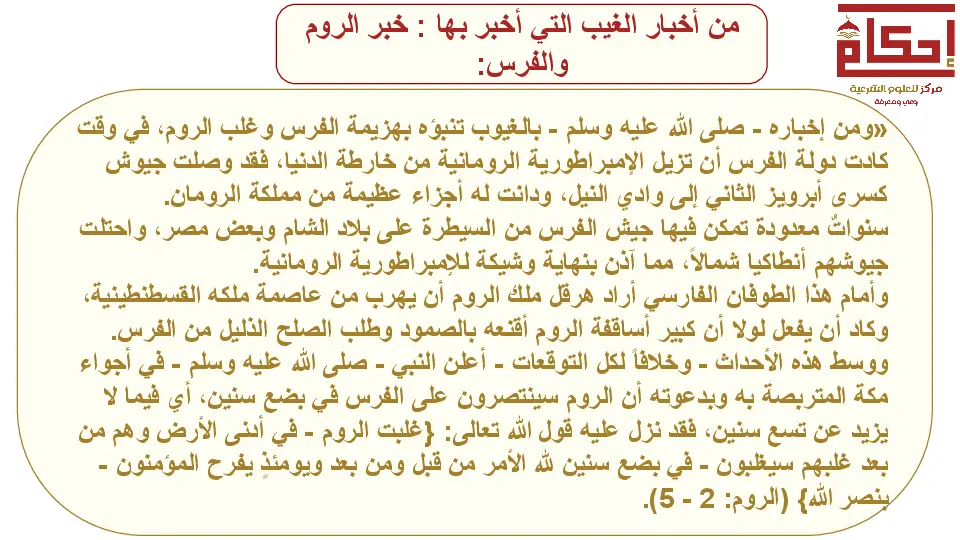 من أخبار الغيب التي أخبر بها : خبر الروم
والفرس:
إحكام
مركز للعلوم الشرعية
وعي ومعرفة
«ومن إخباره - صلى الله عليه وسلم - بالغيوب تنبؤه بهزيمة الفرس وغلب الروم، في وقت
كادت دولة الفرس أن تزيل الإمبراطورية الرومانية من خارطة الدنيا، فقد وصلت جيوش
كسرى أبرويز الثاني إلى وادي النيل، ودانت له أجزاء عظيمة من مملكة الرومان.
سنواتٌ معدودة تمكن فيها جيش الفرس من السيطرة على بلاد الشام وبعض مصر، واحتلت
جيوشهم أنطاكيا شمالاً، مما آذن بنهاية وشيكة للإمبراطورية الرومانية.
وأمام هذا الطوفان الفارسي أراد هرقل ملك الروم أن يهرب من عاصمة ملكه القسطنطينية،
وكاد أن يفعل لولا أن كبير أساقفة الروم أقنعه بالصمود وطلب الصلح الذليل من الفرس.
ووسط هذه الأحداث - وخلافاً لكل التوقعات - أعلن النبي - صلى الله عليه وسلم - في أجواء
مكة المتربصة به وبدعوته أن الروم سينتصرون على الفرس في بضع سنين، أي فيما لا
يزيد عن تسع سنين، فقد نزل عليه قول الله تعالى: {غلبت الروم - في أدنى الأرض وهم من
بعد غلبهم سيغلبون - في بضع سنين لله الأمر من قبل ومن بعد ويومئذٍ يفرح المؤمنون -
بنصر الله} (الروم: 2 - 5).